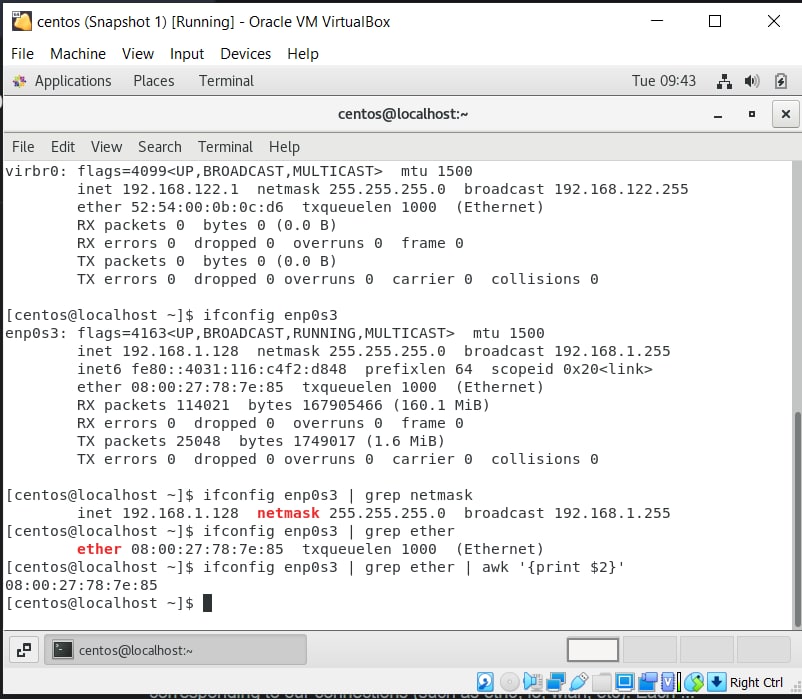 centos (Snapshot 1) [Running] - Oracle VM VirtualBox
File Machine View Input Devices Help
Applications Places Terminal Tue 09:43
centos@localhost:~
File Edit View Search Terminal Help
virbr0: flags=4099<UP,BROADCAST,MULTICAST>  mtu 1500
        inet 192.168.122.1  netmask 255.255.255.0  broadcast 192.168.122.255
        ether 52:54:00:0b:0c:d6  txqueuelen 1000  (Ethernet)
        RX packets 0  bytes 0 (0.0 B)
        RX errors 0  dropped 0  overruns 0  frame 0
        TX packets 0  bytes 0 (0.0 B)
        TX errors 0  dropped 0 overruns 0  carrier 0  collisions 0
[centos@localhost ~]$ ifconfig enp0s3
enp0s3: flags=4163<UP,BROADCAST,RUNNING,MULTICAST>  mtu 1500
        inet 192.168.1.128  netmask 255.255.255.0  broadcast 192.168.1.255
        inet6 fe80::4031:116:c4f2:d848  prefixlen 64  scopeid 0x20<link>
        ether 08:00:27:78:7e:85  txqueuelen 1000  (Ethernet)
        RX packets 114021  bytes 167905466 (160.1 MiB)
        RX errors 0  dropped 0  overruns 0  frame 0
        TX packets 25048  bytes 1749017 (1.6 MiB)
        TX errors 0  dropped 0 overruns 0  carrier 0  collisions 0
[centos@localhost ~]$ ifconfig enp0s3 | grep netmask
        inet 192.168.1.128  netmask 255.255.255.0  broadcast 192.168.1.255
[centos@localhost ~]$ ifconfig enp0s3 | grep ether
        ether 08:00:27:78:7e:85  txqueuelen 1000  (Ethernet)
[centos@localhost ~]$ ifconfig enp0s3 | grep ether | awk '{print $2}'
08:00:27:78:7e:85
[centos@localhost ~]$
centos@localhost:~
Right Ctrl